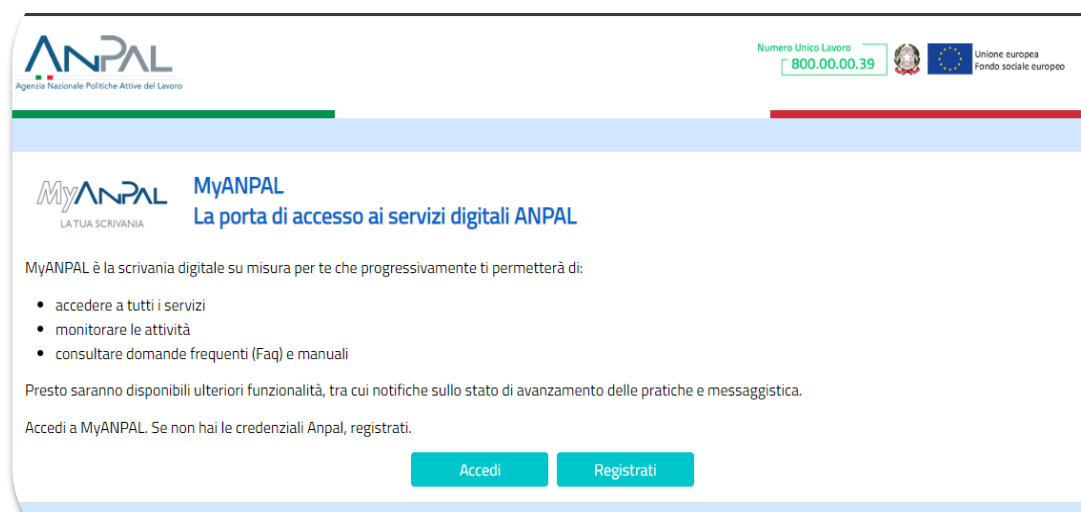 ANPAL
Agenzia Nazionale Politiche Attive del Lavoro
Numero Unico Lavoro
800.00.00.39
Unione europea
Fondo sociale europeo
MyANPAL
LA TUA SCRIVANIA
MyANPAL
La porta di accesso ai servizi digitali ANPAL
MyANPAL è la scrivania digitale su misura per te che progressivamente ti permetterà di:
accedere a tutti i servizi
monitorare le attività
consultare domande frequenti (Faq) e manuali
Presto saranno disponibili ulteriori funzionalità, tra cui notifiche sullo stato di avanzamento delle pratiche e messaggistica.
Accedi a MyANPAL. Se non hai le credenziali Anpal, registrati.
Accedi
Registrati